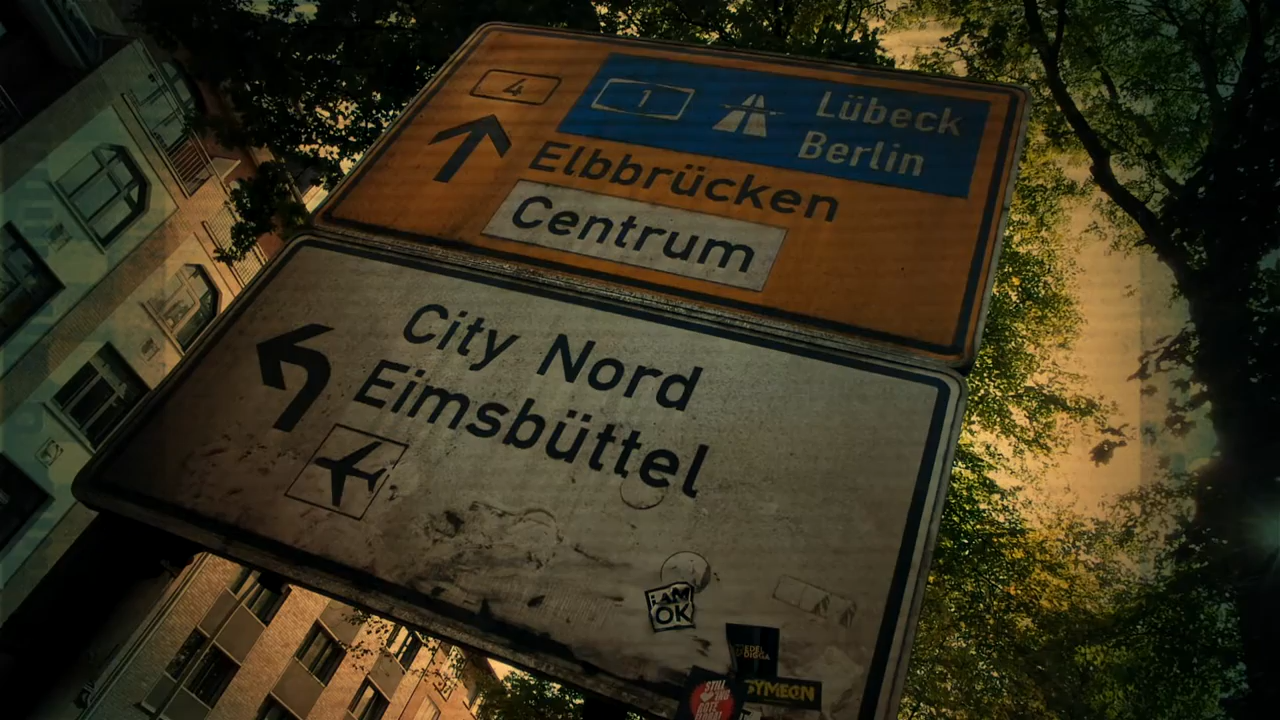 4
1
Lübeck
Berlin
Elbbrücken
Centrum
City Nord
Eimsbüttel
i AM
OK
SYMEON